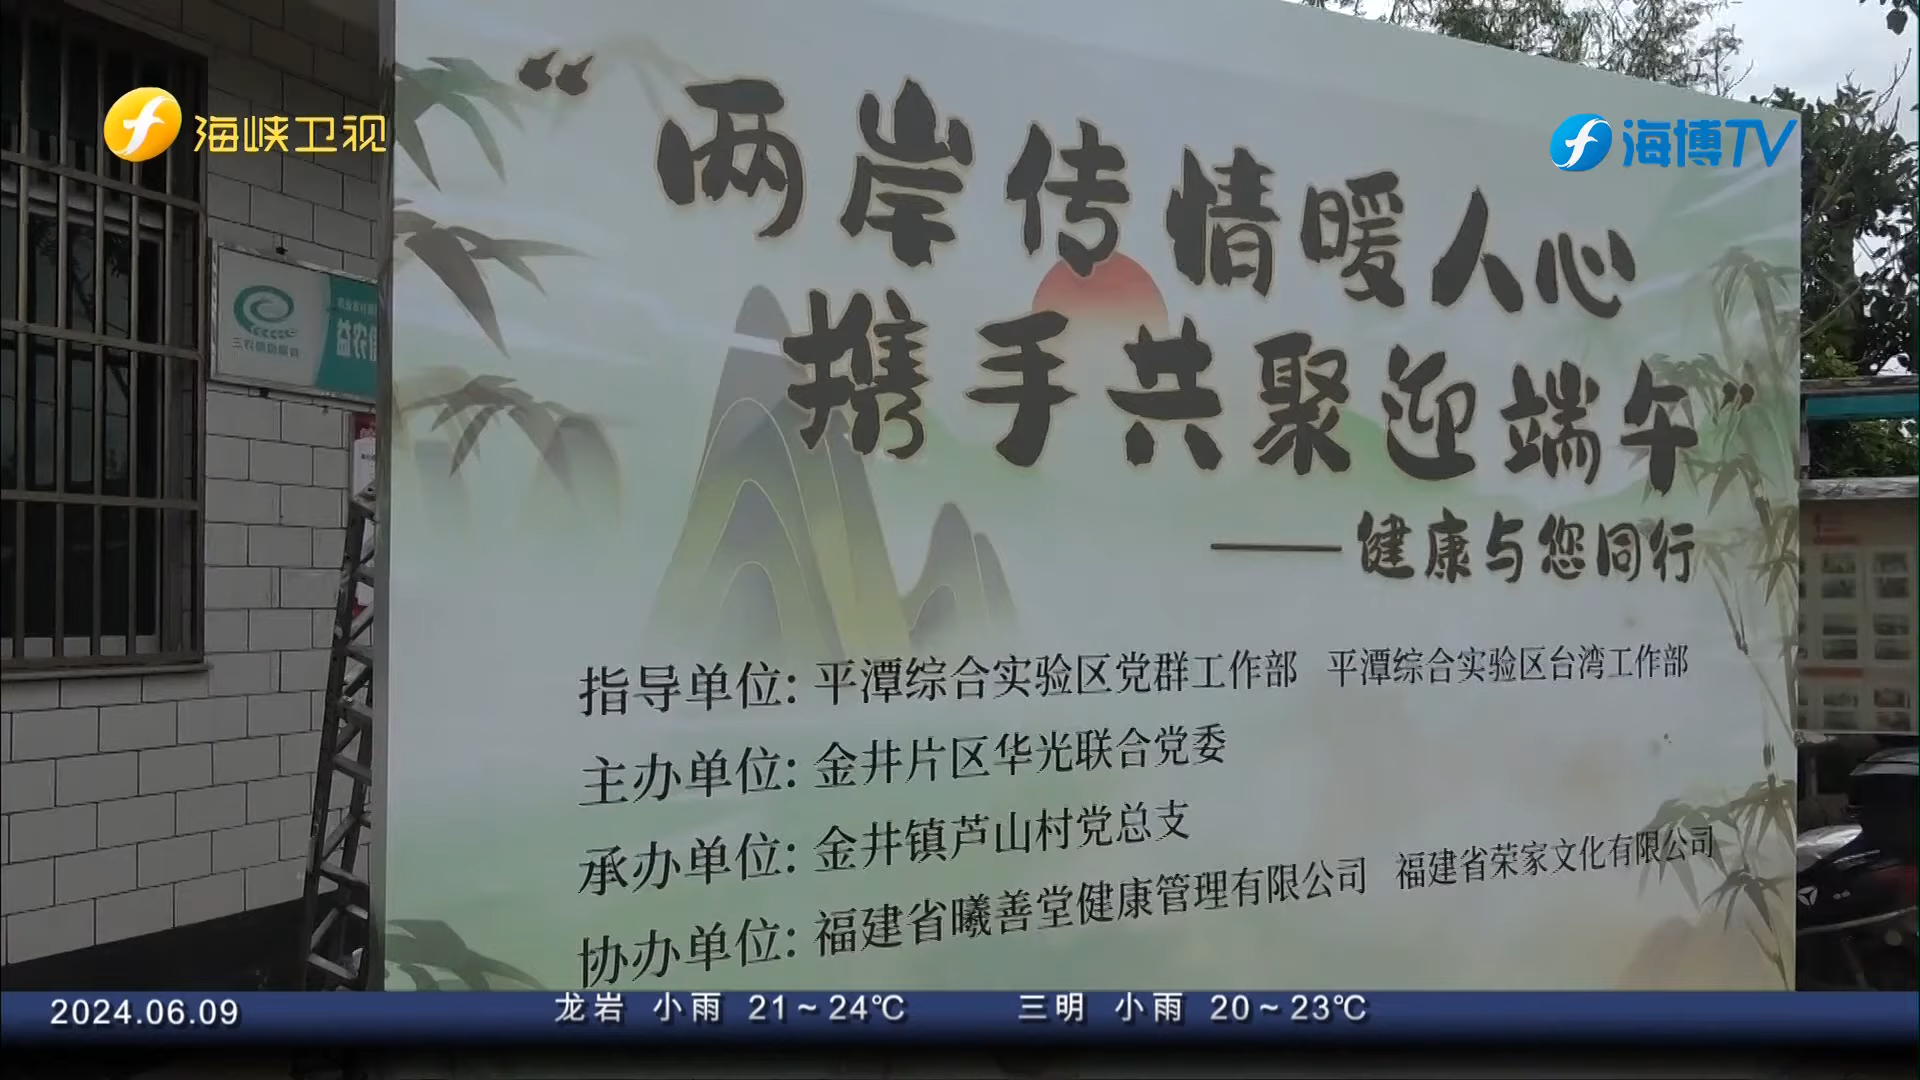 海峡卫视
海博TV
“两岸传情暖人心
携手共聚迎端午”
——健康与您同行
指导单位：平潭综合实验区党群工作部 平潭综合实验区台湾工作部
主办单位：金井片区华光联合党委
承办单位：金井镇芦山村党总支
协办单位：福建省曦善堂健康管理有限公司 福建省荣家文化有限公司
2024.06.09 龙岩 小雨 21～24℃ 三明 小雨 20～23℃